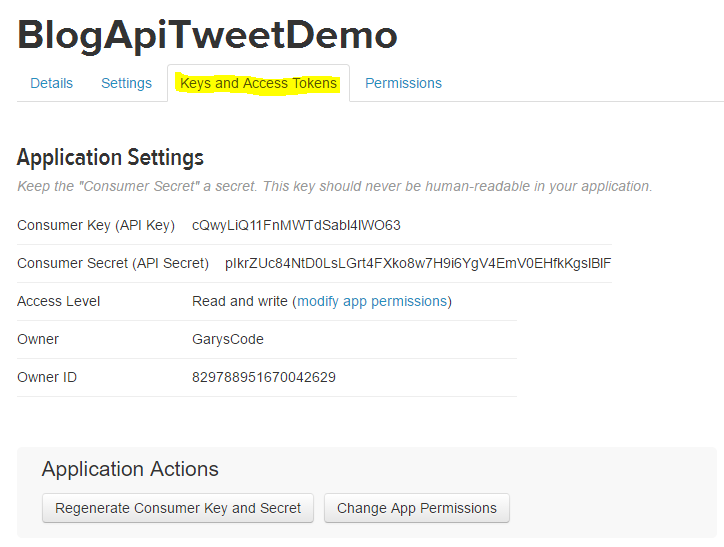 BlogApiTweetDemo
Details Settings Keys and Access Tokens Permissions
Application Settings
Keep the "Consumer Secret" a secret. This key should never be human-readable in your application.
Consumer Key (API Key) cQwyLiQ11FnMWTdSabI4IWO63
Consumer Secret (API Secret) pIkrZUc84NtD0LsLGrt4FXko8w7H9i6YgV4EmV0EHfkKgsIBIF
Access Level Read and write (modify app permissions)
Owner GarysCode
Owner ID 829788951670042629
Application Actions
Regenerate Consumer Key and Secret Change App Permissions